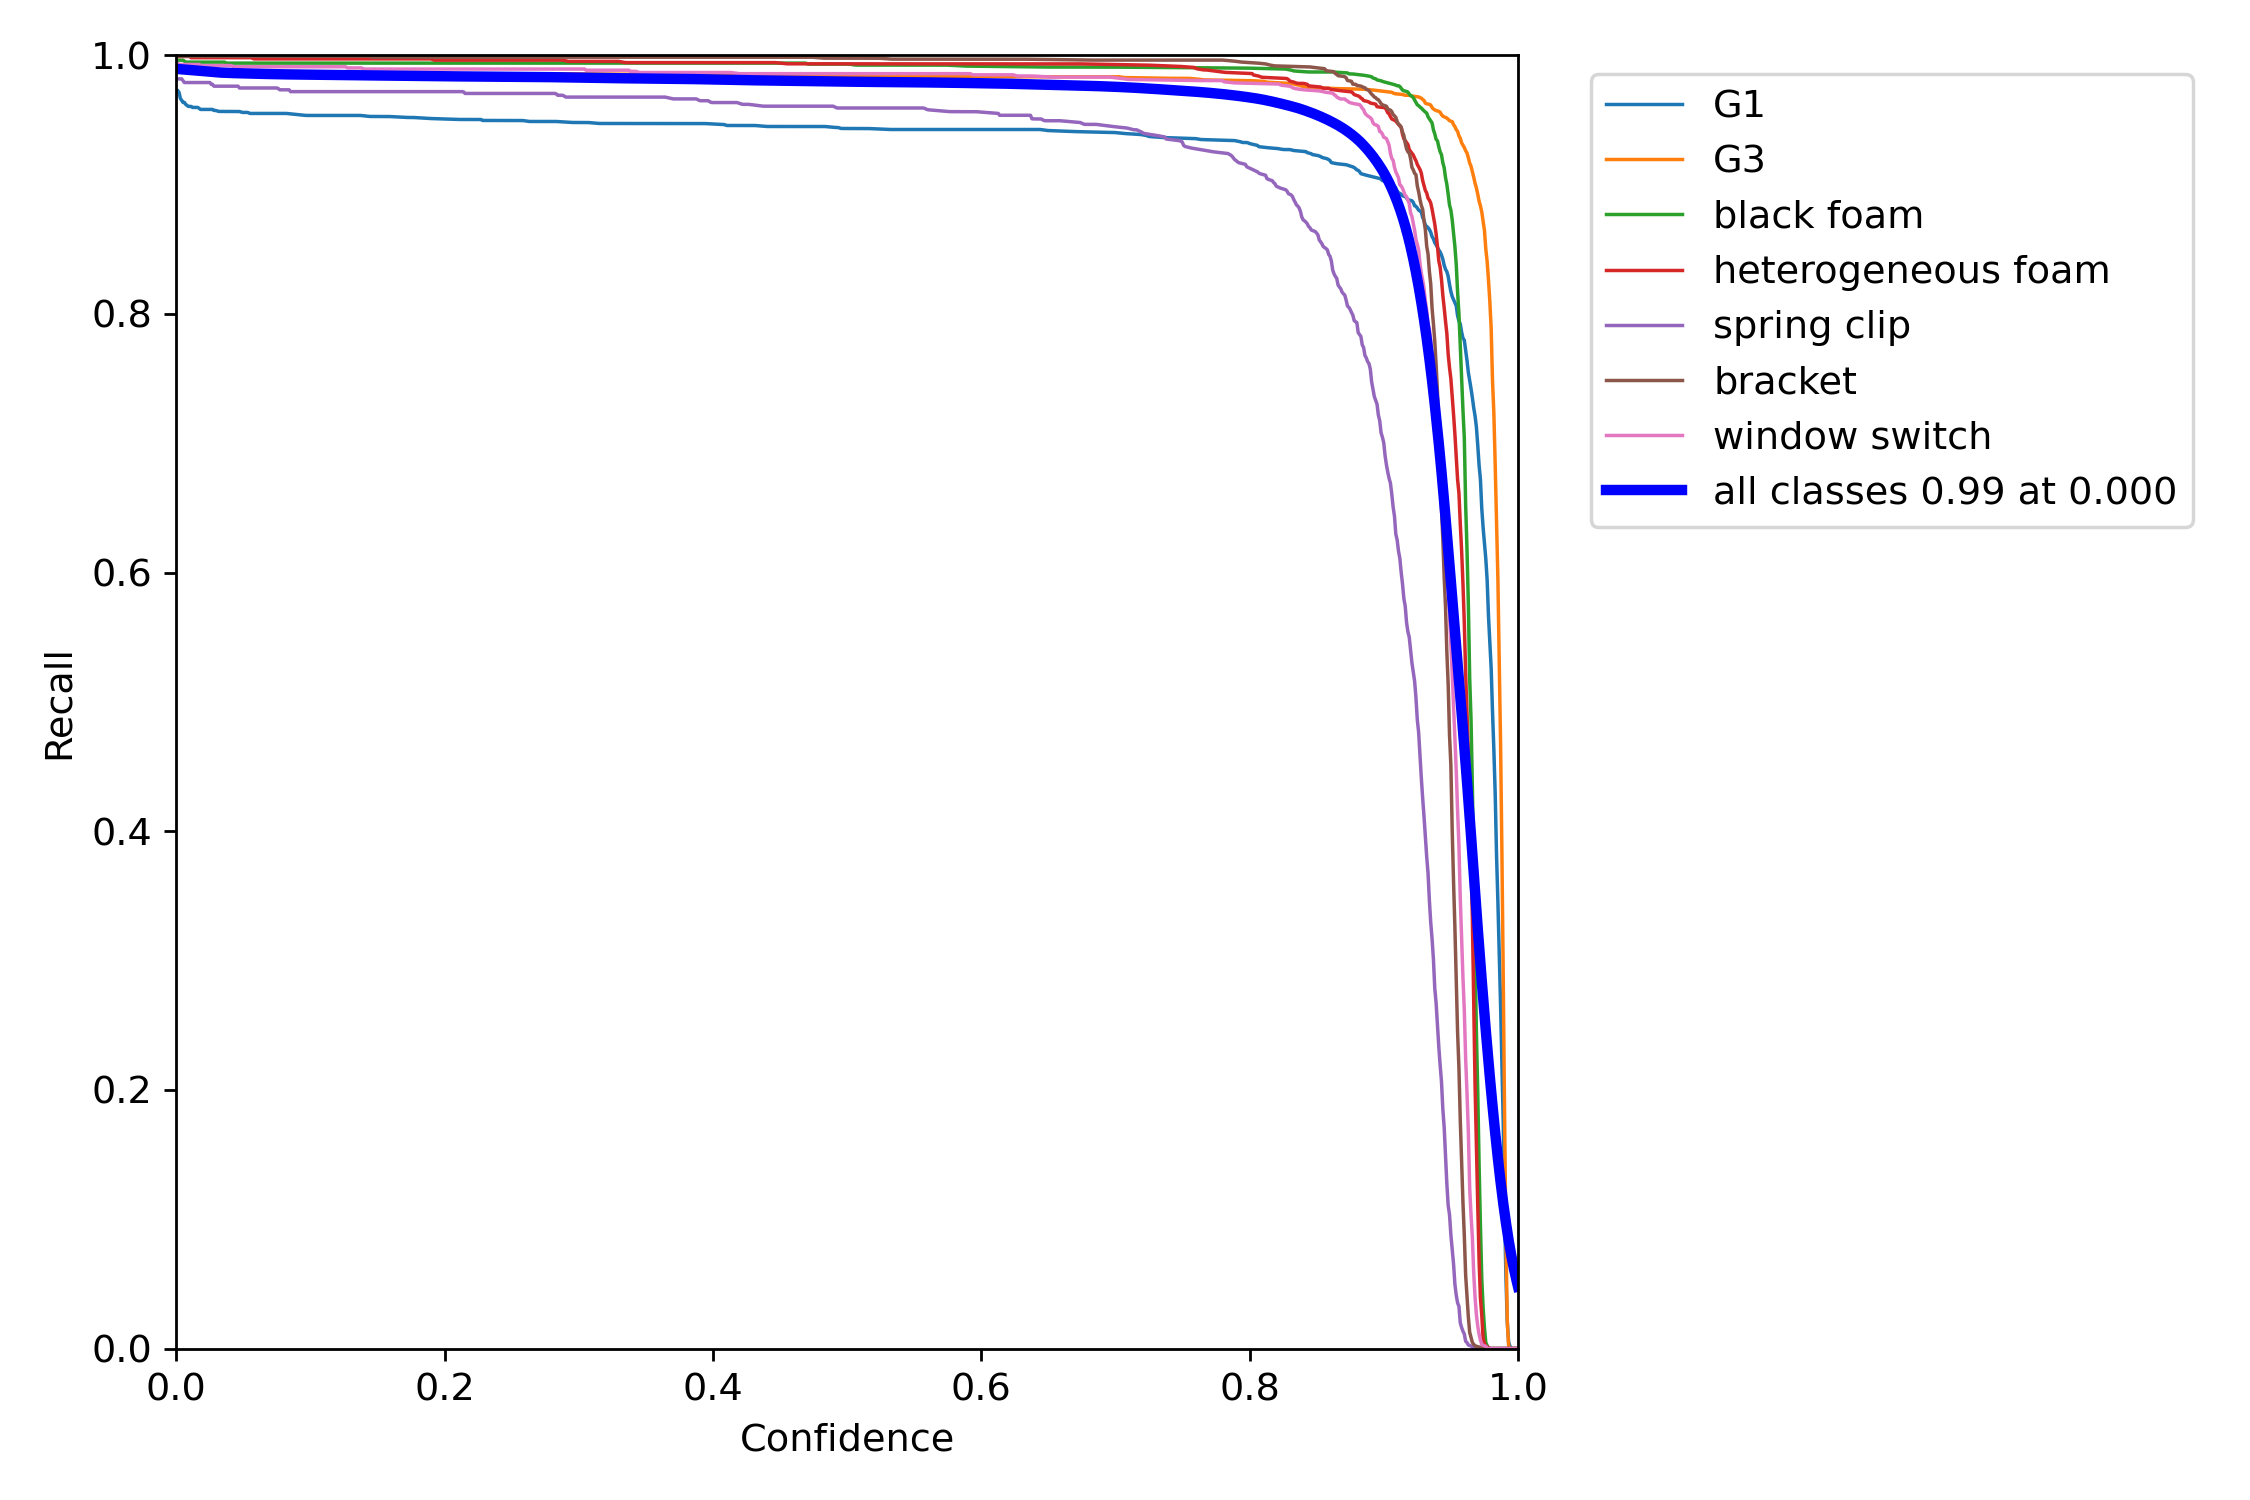 1.0
0.8
0.6
0.4
0.2
0.0
Recall
0.0 0.2 0.4 0.6 0.8 1.0
Confidence
G1
G3
black foam
heterogeneous foam
spring clip
bracket
window switch
all classes 0.99 at 0.000